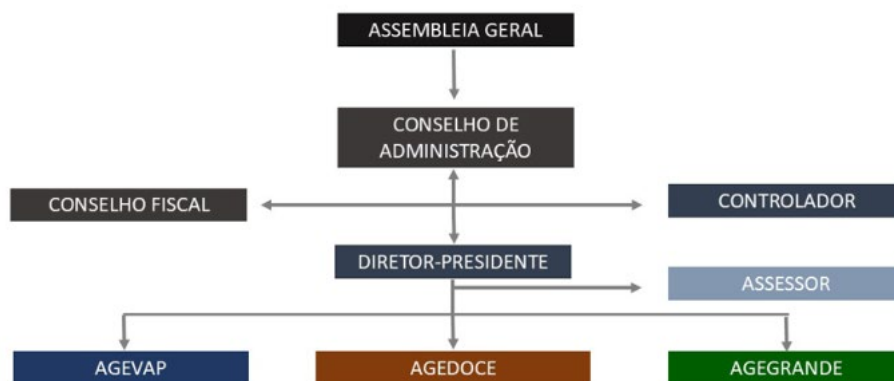 ASSEMBLEIA GERAL
CONSELHO DE
ADMINISTRAÇÃO
CONSELHO FISCAL
CONTROLADOR
DIRETOR-PRESIDENTE
ASSESSOR
AGEVAP
AGEDOCE
AGEGRANDE